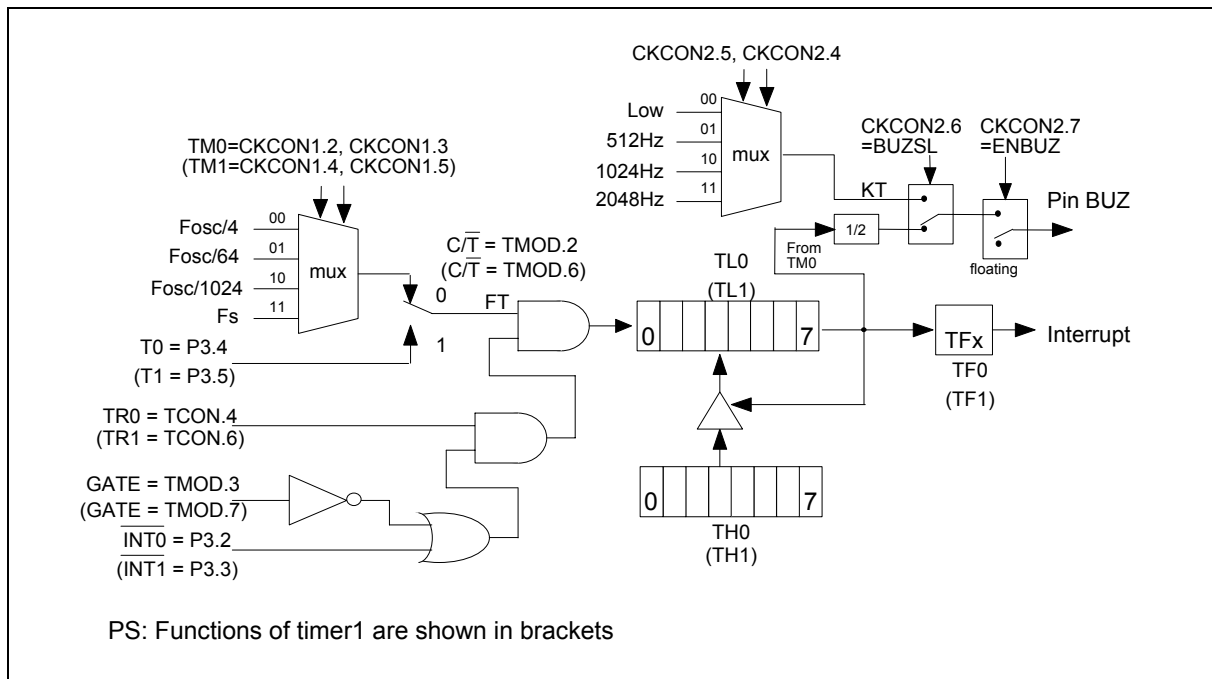 CKCON2.5, CKCON2.4
Low
512Hz
1024Hz
2048Hz
00
01
10
11
mux
CKCON2.6
=BUZSL
CKCON2.7
=ENBUZ
KT
Pin BUZ
1/2
From
TM0
floating
TM0=CKCON1.2, CKCON1.3
(TM1=CKCON1.4, CKCON1.5)
Fosc/4
Fosc/64
Fosc/1024
Fs
00
01
10
11
mux
C/T̅ = TMOD.2
(C/T̅ = TMOD.6)
0
FT
1
T0 = P3.4
(T1 = P3.5)
TL0
(TL1)
0
7
TFx
Interrupt
TF0
(TF1)
TR0 = TCON.4
(TR1 = TCON.6)
GATE = TMOD.3
(GATE = TMOD.7)
I̅N̅T̅0̅ = P3.2
(I̅N̅T̅1̅ = P3.3)
0
7
TH0
(TH1)
PS: Functions of timer1 are shown in brackets